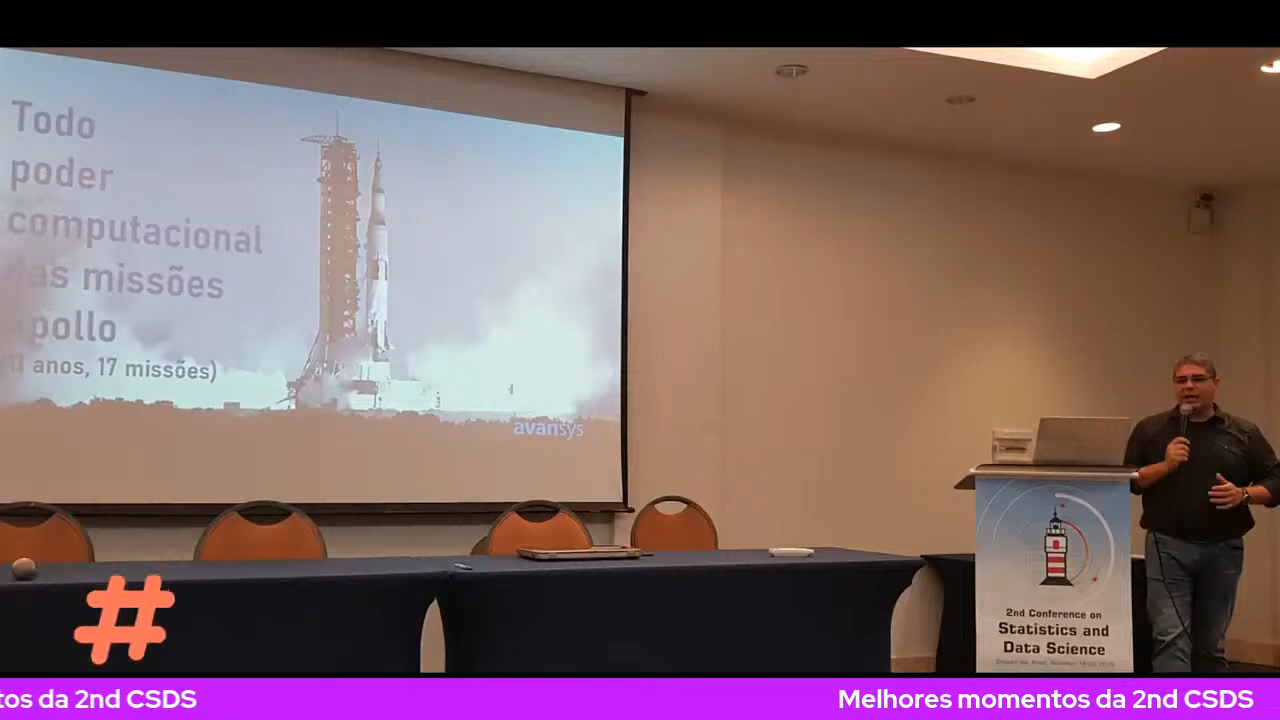 Todo
poder
computacional
das missões
pollo
anos, 17 missões)
avansys
2nd Conference on
Statistics and
Data Science
tos da 2nd CSDS
Melhores momentos da 2nd CSDS